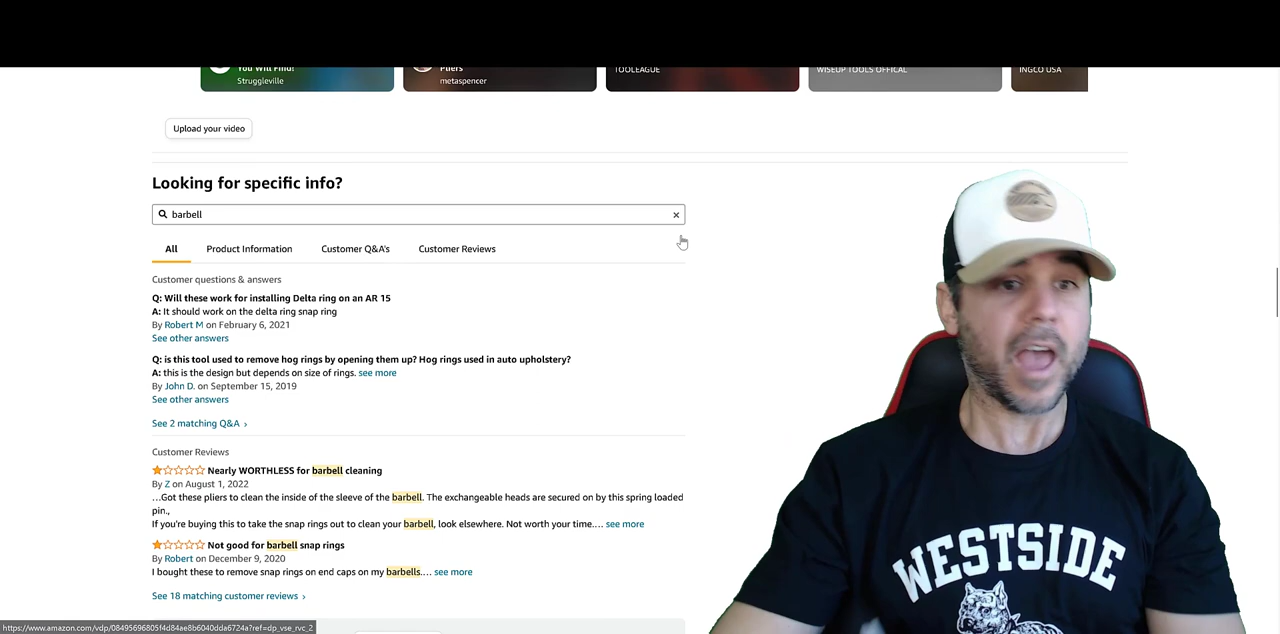 You Will Find!
Struggleville
Pliers
metaspencer
TOOLEAGUE
WISEUP TOOLS OFFICAL
INGCO USA
Upload your video
Looking for specific info?
barbell
All Product Information Customer Q&A's Customer Reviews
Customer questions & answers
Q: Will these work for installing Delta ring on an AR 15
A: It should work on the delta ring snap ring
By Robert M on February 6, 2021
See other answers
Q: is this tool used to remove hog rings by opening them up? Hog rings used in auto upholstery?
A: this is the design but depends on size of rings. see more
By John D. on September 15, 2019
See other answers
See 2 matching Q&A ›
Customer Reviews
Nearly WORTHLESS for barbell cleaning
By Z on August 1, 2022
…Got these pliers to clean the inside of the sleeve of the barbell. The exchangeable heads are secured on by this spring loaded
pin.,
If you're buying this to take the snap rings out to clean your barbell, look elsewhere. Not worth your time.… see more
Not good for barbell snap rings
By Robert on December 9, 2020
I bought these to remove snap rings on end caps on my barbells.… see more
See 18 matching customer reviews ›
https://www.amazon.com/vdp/08495696805f4d84ae8b6040dda6724a?ref=dp_vse_rvc_2
WESTSIDE